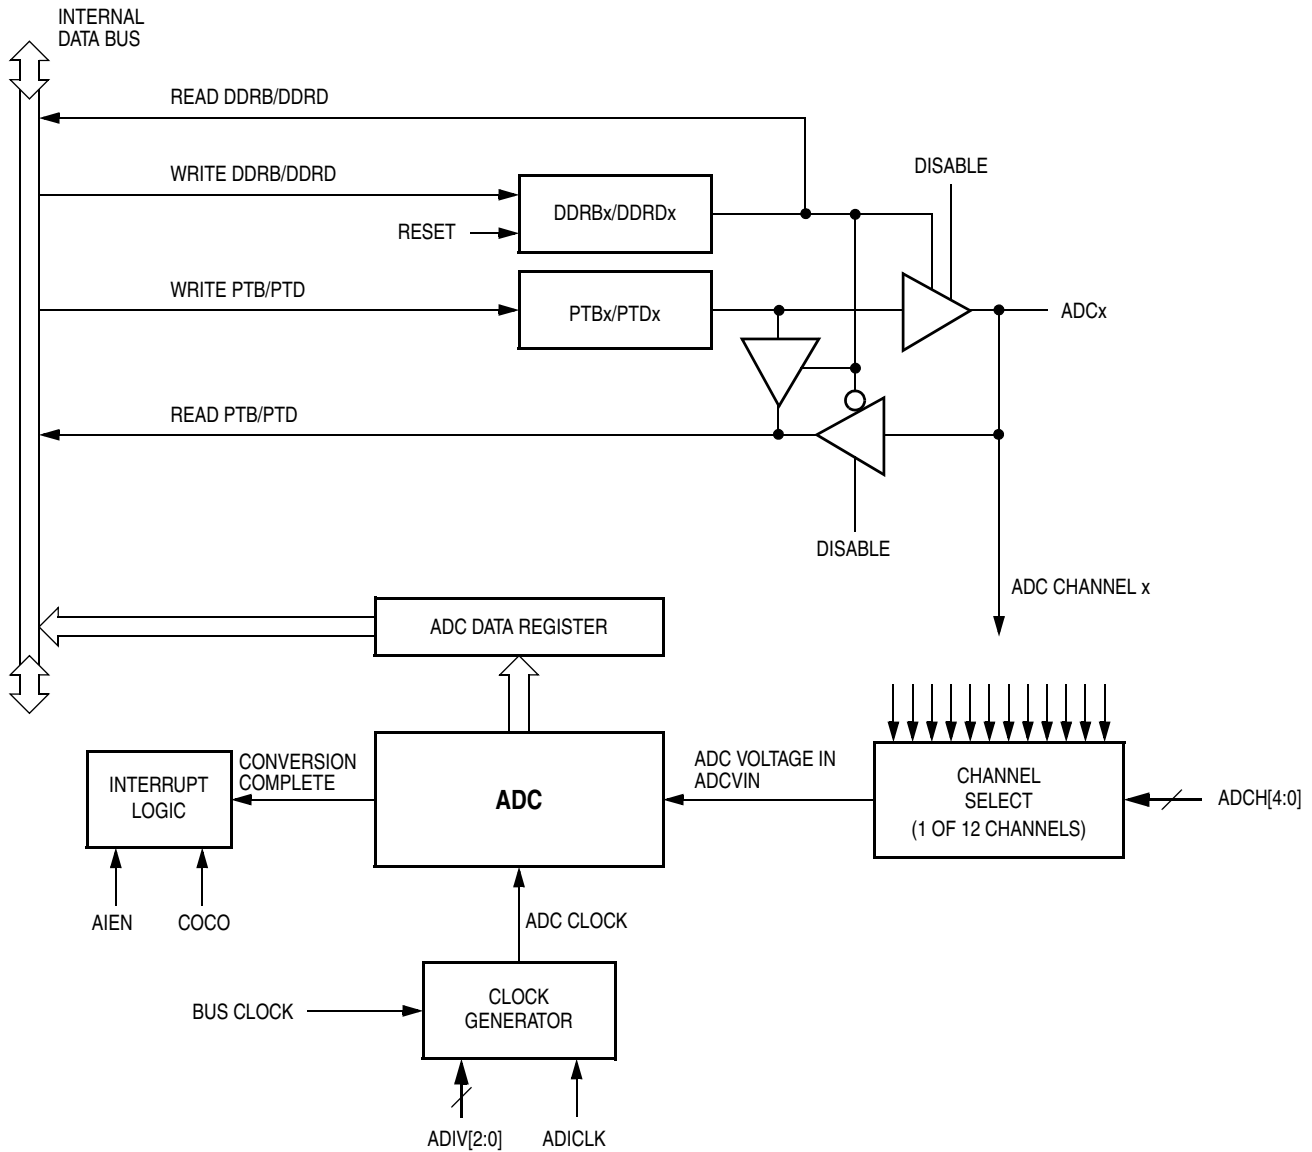 INTERNAL
DATA BUS
READ DDRB/DDRD
WRITE DDRB/DDRD
DISABLE
DDRBx/DDRDx
RESET
WRITE PTB/PTD
PTBx/PTDx
ADCx
READ PTB/PTD
DISABLE
ADC CHANNEL x
ADC DATA REGISTER
INTERRUPT
LOGIC
CONVERSION
COMPLETE
ADC
ADC VOLTAGE IN
ADCVIN
CHANNEL
SELECT
(1 OF 12 CHANNELS)
ADCH[4:0]
AIEN
COCO
ADC CLOCK
BUS CLOCK
CLOCK
GENERATOR
ADIV[2:0]
ADICLK